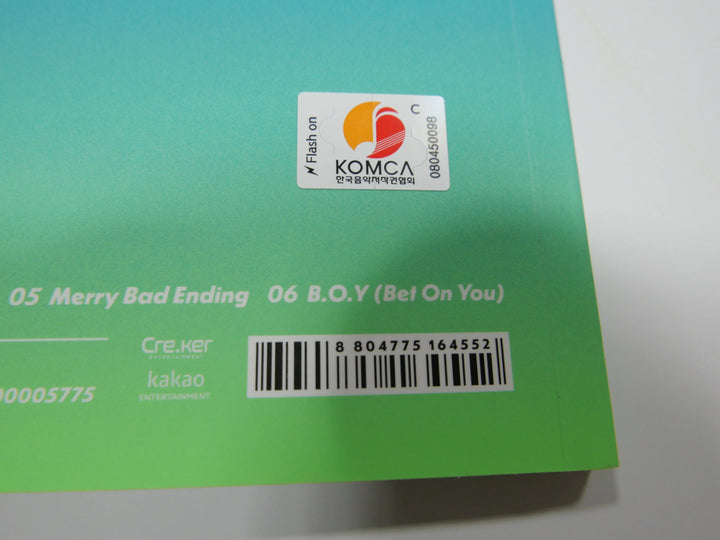 Flash on
C
080450098
KOMCA
한국음악저작권협회
05 Merry Bad Ending 06 B.O.Y (Bet On You)
Cre.ker
ENTERTAINMENT
8 804775 164552
kakao
ENTERTAINMENT
00005775